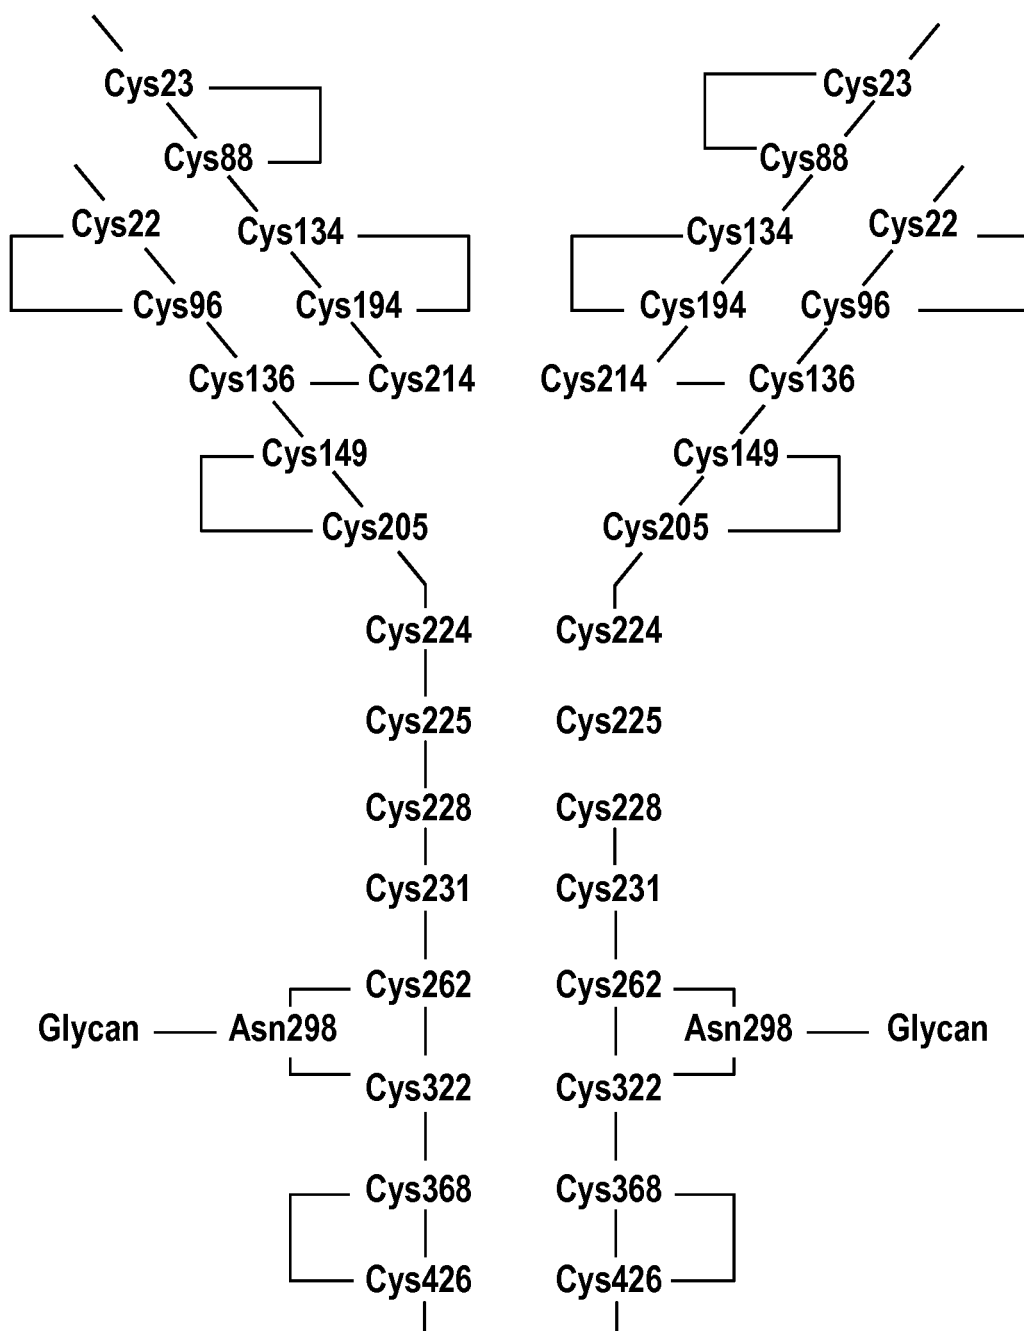 Cys23 Cys23
Cys88 Cys88
Cys22 Cys134 Cys134 Cys22
Cys96 Cys194 Cys194 Cys96
Cys136 Cys214 Cys214 Cys136
Cys149 Cys149
Cys205 Cys205
Cys224 Cys224
Cys225 Cys225
Cys228 Cys228
Cys231 Cys231
Cys262 Cys262
Glycan Asn298 Asn298 Glycan
Cys322 Cys322
Cys368 Cys368
Cys426 Cys426